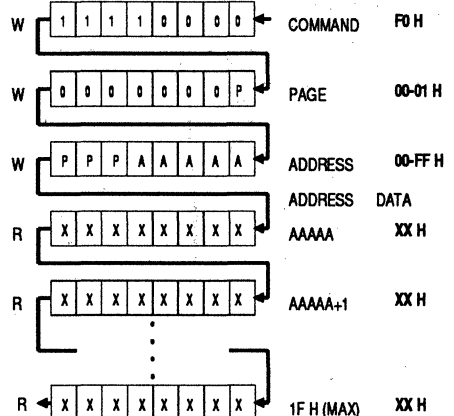 W 1 1 1 1 0 0 0 0 COMMAND F0 H
W 0 0 0 0 0 0 0 P PAGE 00-01 H
W P P P A A A A A ADDRESS 00-FF H
ADDRESS DATA
R X X X X X X X X AAAAA XX H
R X X X X X X X X AAAAA+1 XX H
R X X X X X X X X 1F H (MAX) XX H